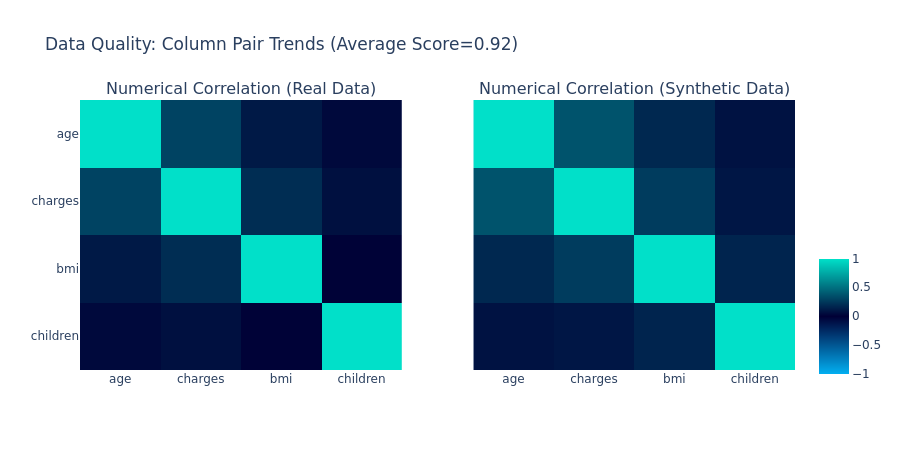 Data Quality: Column Pair Trends (Average Score=0.92)
Numerical Correlation (Real Data)
Numerical Correlation (Synthetic Data)
age
charges
bmi
children
age
charges
bmi
children
age
charges
bmi
children
1
0.5
0
−0.5
−1